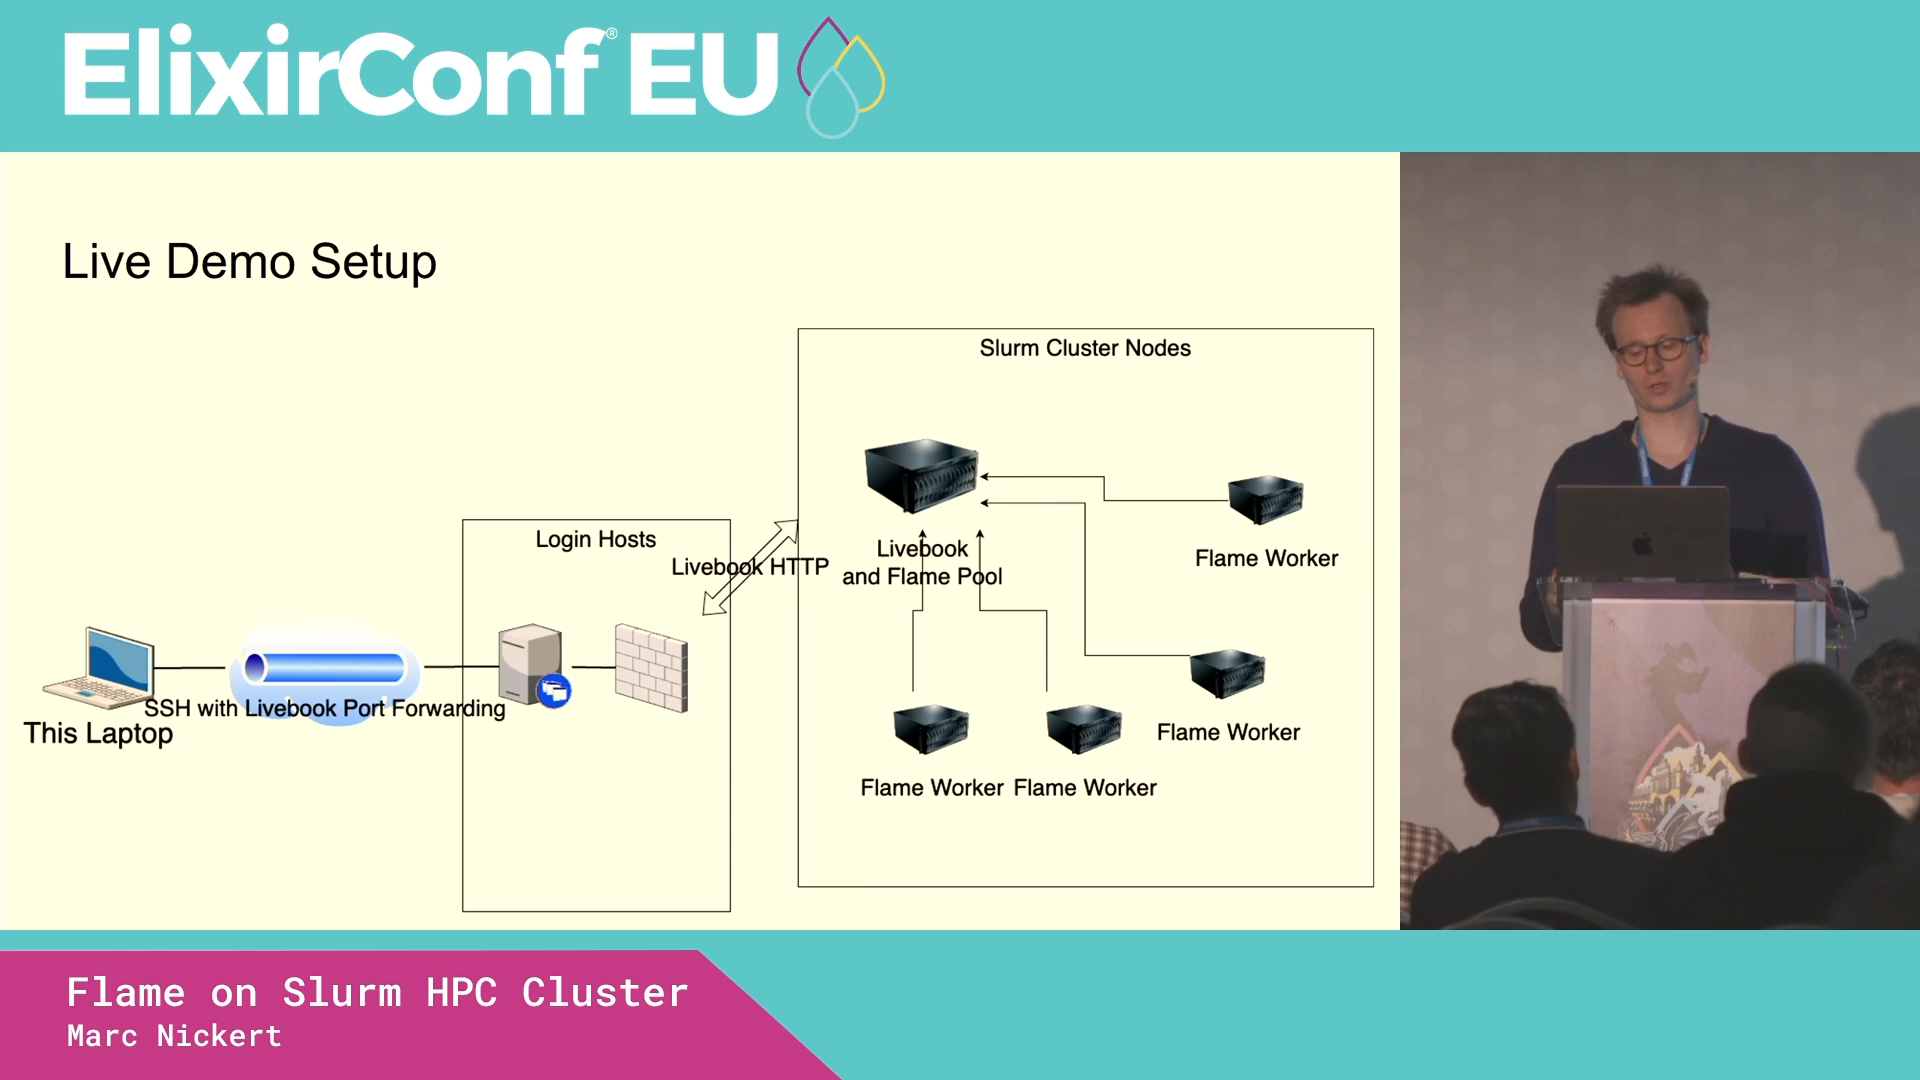 ElixirConf® EU
Live Demo Setup
Slurm Cluster Nodes
Login Hosts
Livebook HTTP
Livebook
and Flame Pool
Flame Worker
SSH with Livebook Port Forwarding
This Laptop
Flame Worker
Flame Worker Flame Worker
Flame on Slurm HPC Cluster
Marc Nickert